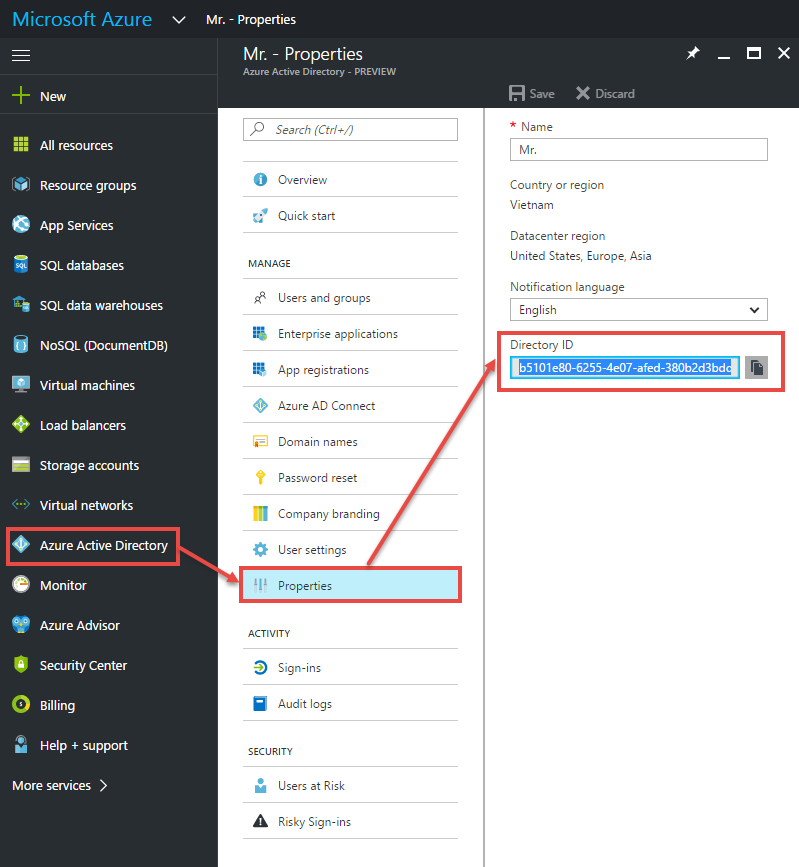 Microsoft Azure Mr. - Properties
New
All resources
Resource groups
App Services
SQL databases
SQL data warehouses
NoSQL (DocumentDB)
Virtual machines
Load balancers
Storage accounts
Virtual networks
Azure Active Directory
Monitor
Azure Advisor
Security Center
Billing
Help + support
More services
Mr. - Properties
Azure Active Directory - PREVIEW
Search (Ctrl+/)
Overview
Quick start
MANAGE
Users and groups
Enterprise applications
App registrations
Azure AD Connect
Domain names
Password reset
Company branding
User settings
Properties
ACTIVITY
Sign-ins
Audit logs
SECURITY
Users at Risk
Risky Sign-ins
Save Discard
* Name
Mr.
Country or region
Vietnam
Datacenter region
United States, Europe, Asia
Notification language
English
Directory ID
b5101e80-6255-4e07-afed-380b2d3bdc